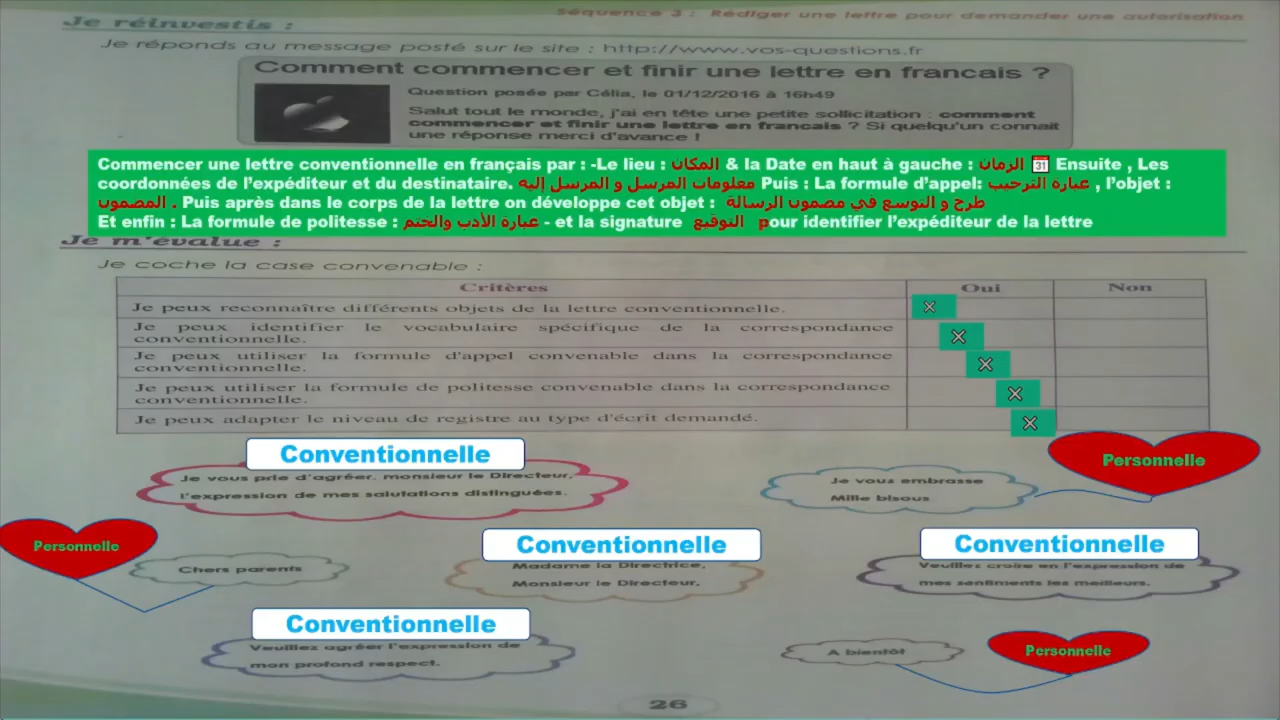 Séquence 3 : Rédiger une lettre pour demander une autorisation
Je réinvestis :
Je réponds au message posté sur le site : http://www.vos-questions.fr
Comment commencer et finir une lettre en francais ?
Question posée par Célia, le 01/12/2016 à 16h49
Salut tout le monde, j'ai en tête une petite sollicitation : comment
commencer et finir une lettre en francais ? Si quelqu'un connait
une réponse merci d'avance !
Commencer une lettre conventionnelle en français par : -Le lieu : المكان & la Date en haut à gauche : الزمان 31 Ensuite , Les
coordonnées de l'expéditeur et du destinataire. معلومات المرسل و المرسل إليه Puis : La formule d'appel: عبارة الترحيب , l'objet :
المضمون . Puis après dans le corps de la lettre on développe cet objet : طرح و التوسع في مضمون الرسالة
Et enfin : La formule de politesse : عبارة الأدب والختم - et la signature التوقيع pour identifier l'expéditeur de la lettre
Je m'évalue :
Je coche la case convenable :
Critères Oui Non
Je peux reconnaître différents objets de la lettre conventionnelle. ×
Je peux identifier le vocabulaire spécifique de la correspondance
conventionnelle. ×
Je peux utiliser la formule d'appel convenable dans la correspondance
conventionnelle. ×
Je peux utiliser la formule de politesse convenable dans la correspondance
conventionnelle. ×
Je peux adapter le niveau de registre au type d'écrit demandé. ×
Conventionnelle
Je vous prie d'agréer, monsieur le Directeur,
l'expression de mes salutations distinguées.
Personnelle
Je vous embrasse
Mille bisous
Personnelle
Chers parents
Conventionnelle
Madame la Directrice,
Monsieur le Directeur,
Conventionnelle
Veuillez croire en l'expression de
mes sentiments les meilleurs.
Conventionnelle
Veuillez agréer l'expression de
mon profond respect.
Personnelle
A bientôt
26